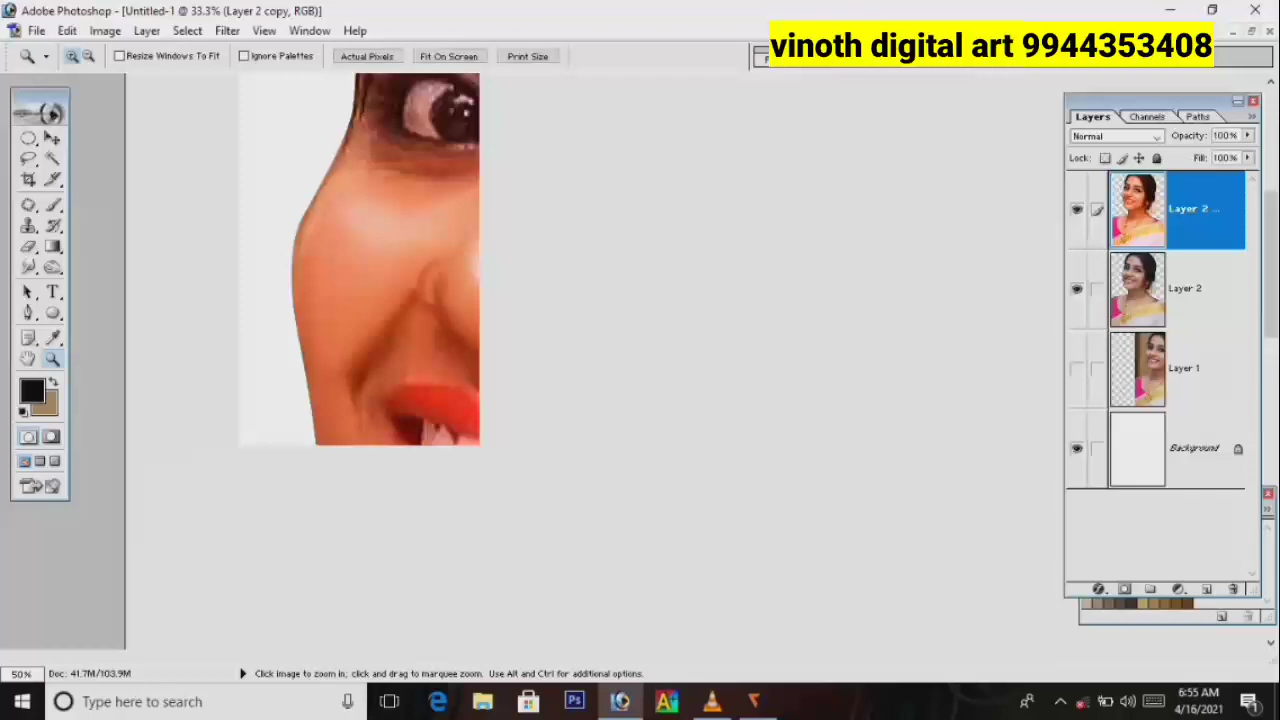 Adobe Photoshop - [Untitled-1 @ 33.3% (Layer 2 copy, RGB)]
File Edit Image Layer Select Filter View Window Help
vinoth digital art 9944353408
Resize Windows To Fit Ignore Palettes Actual Pixels Fit On Screen Print Size
Layers Channels Paths
Normal Opacity: 100%
Lock: Fill: 100%
Layer 2 ...
Layer 2
Layer 1
Background
50% Doc: 41.7M/103.9M Click image to zoom in; click and drag to marquee zoom. Use Alt and Ctrl for additional options.
Type here to search
Ps
6:55 AM
4/16/2021